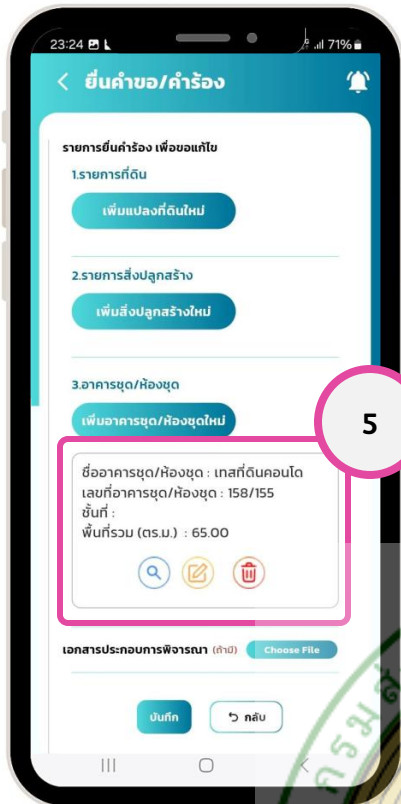 23:24
71%
ยื่นคำขอ/คำร้อง
รายการยื่นคำร้อง เพื่อขอแก้ไข
1.รายการที่ดิน
เพิ่มแปลงที่ดินใหม่
2.รายการสิ่งปลูกสร้าง
เพิ่มสิ่งปลูกสร้างใหม่
3.อาคารชุด/ห้องชุด
เพิ่มอาคารชุด/ห้องชุดใหม่
5
ชื่ออาคารชุด/ห้องชุด : เทสที่ดินคอนโด
เลขที่อาคารชุด/ห้องชุด : 158/155
ชั้นที่ :
พื้นที่รวม (ตร.ม.) : 65.00
เอกสารประกอบการพิจารณา (ถ้ามี) Choose File
บันทึก
กลับ